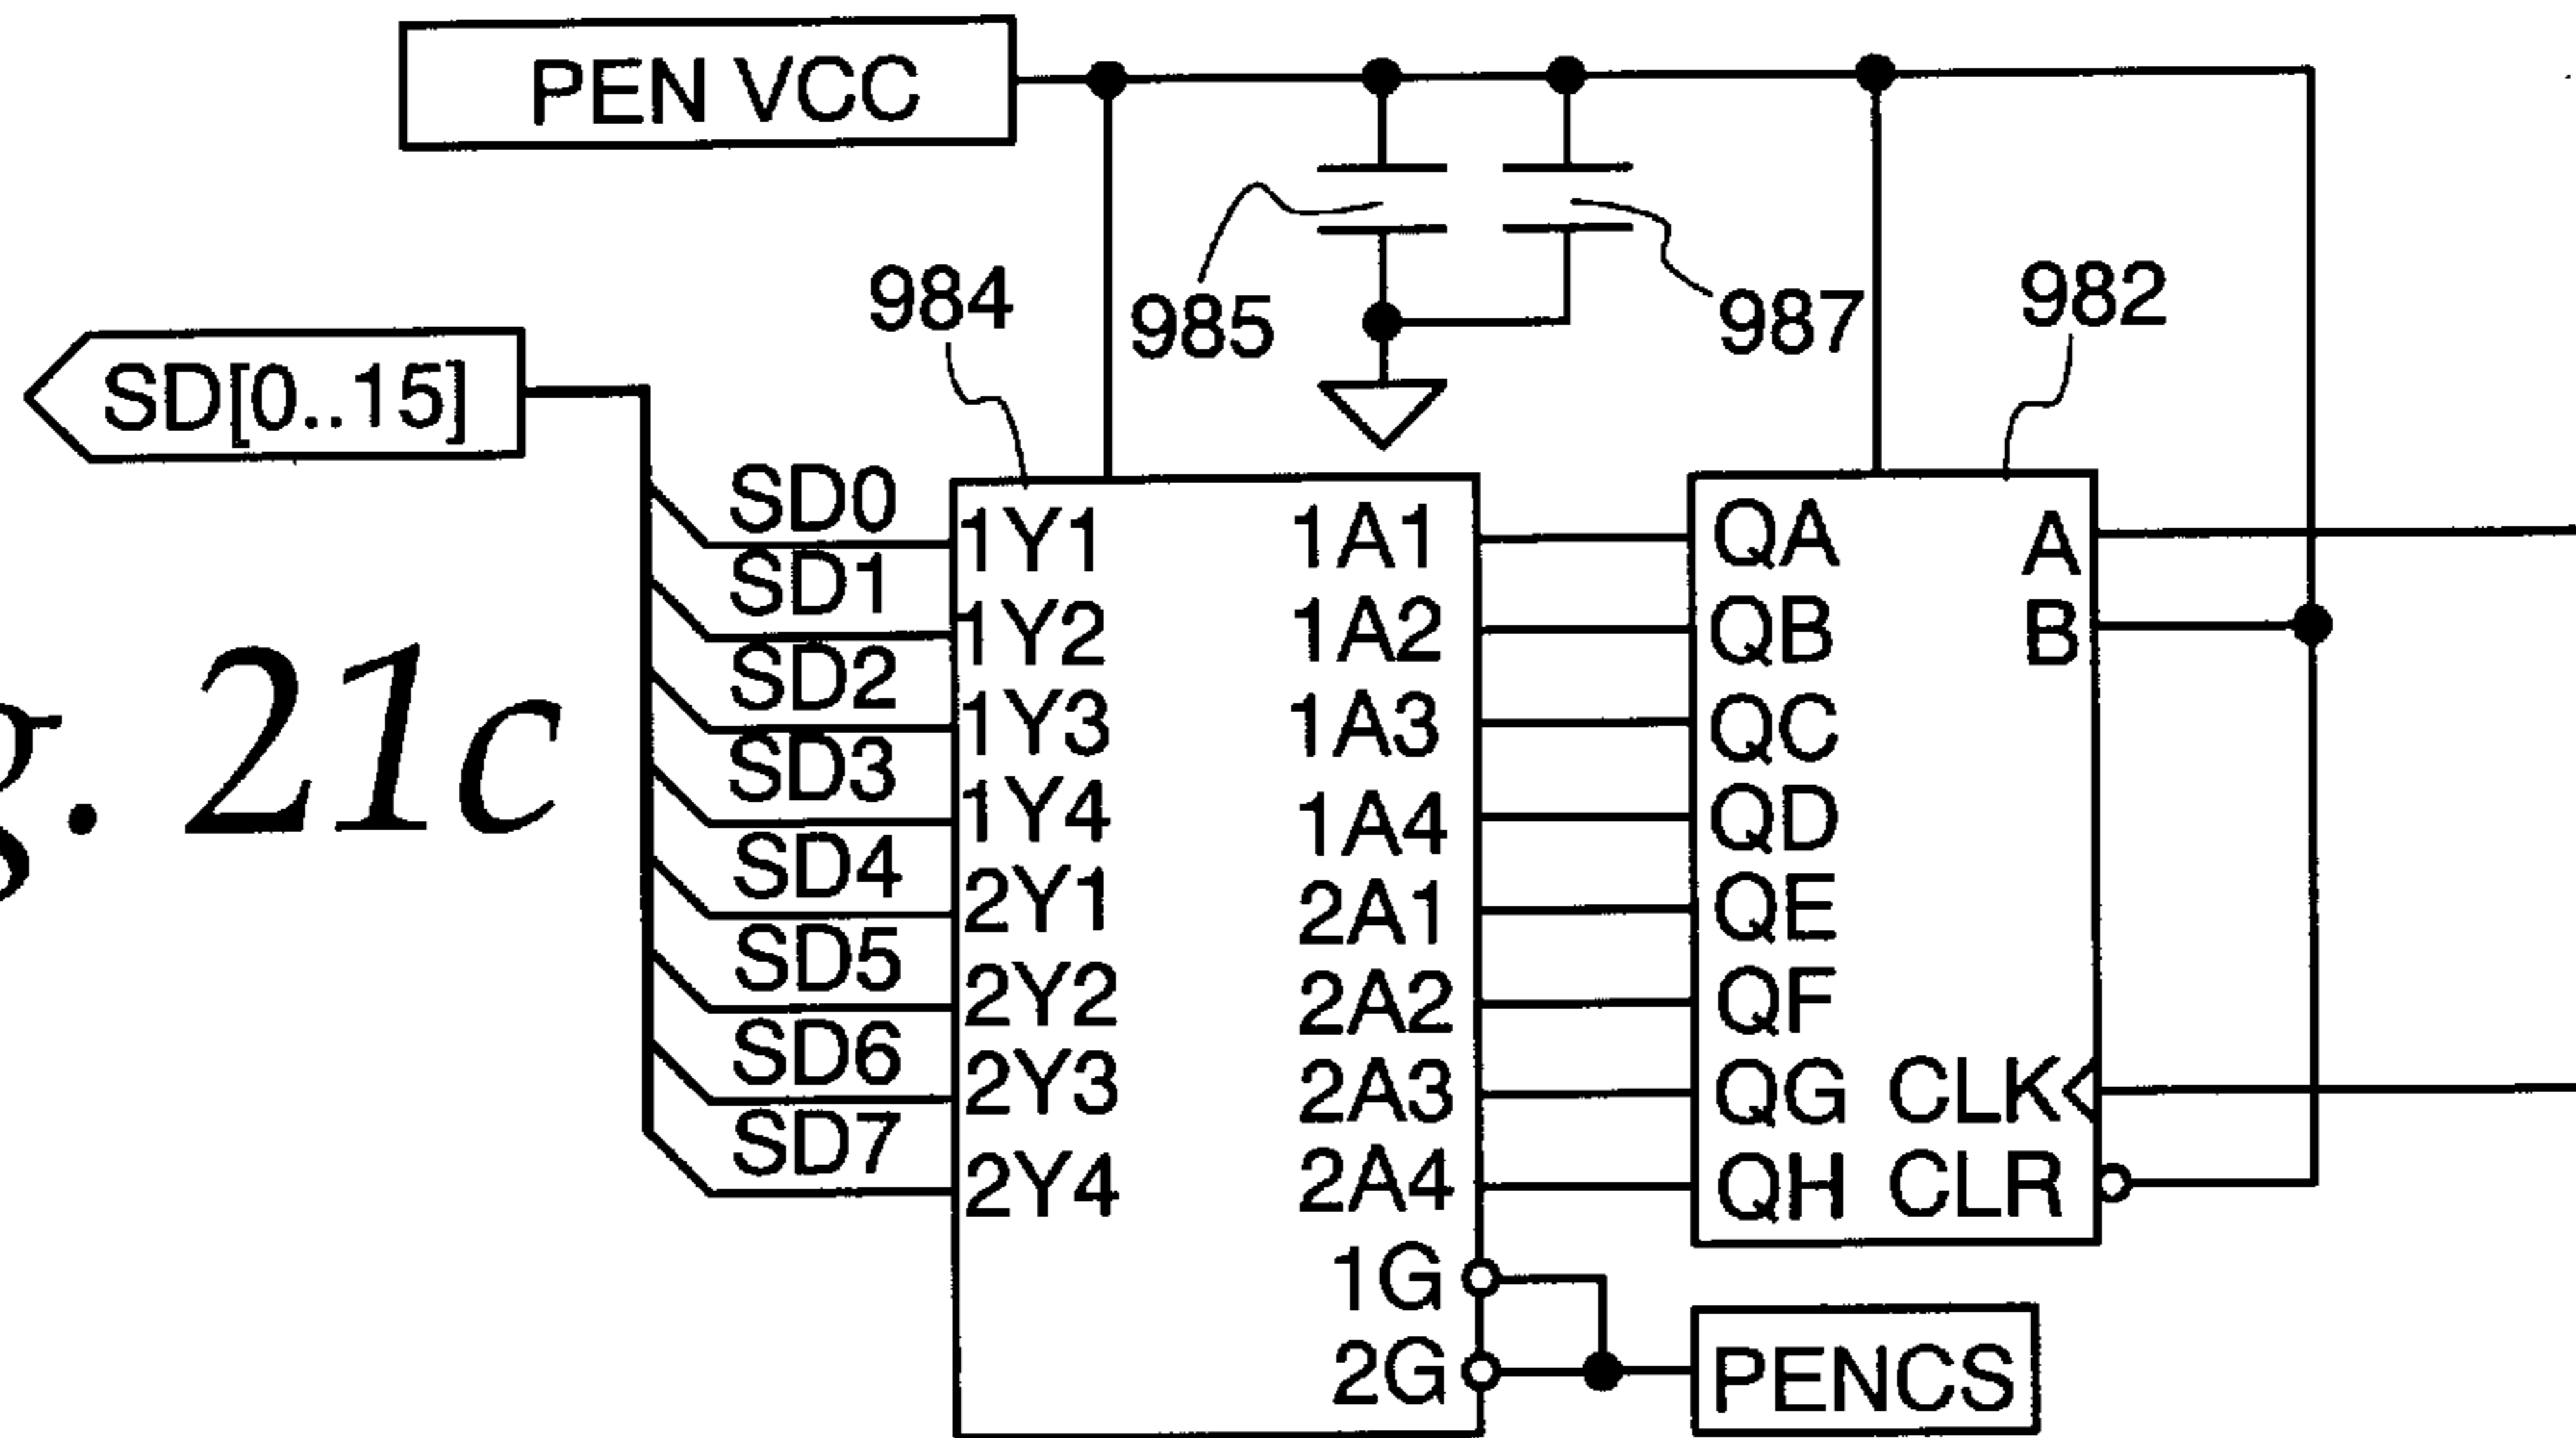 PEN VCC
984
985
987
982
SD[0..15]
SD0
SD1
SD2
SD3
SD4
SD5
SD6
SD7
1Y1
1Y2
1Y3
1Y4
2Y1
2Y2
2Y3
2Y4
1A1
1A2
1A3
1A4
2A1
2A2
2A3
2A4
1G
2G
QA
QB
QC
QD
QE
QF
QG
QH
A
B
CLK
CLR
PENCS
g. 21c